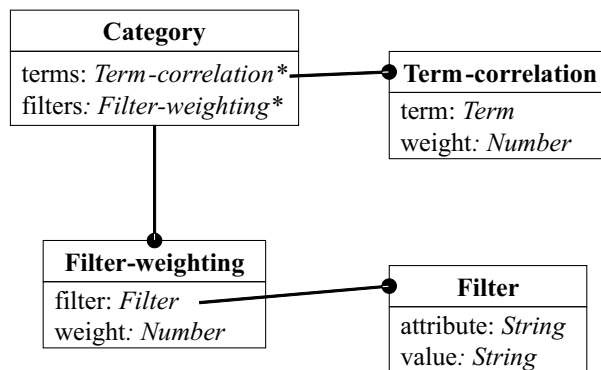 Category
terms: Term-correlation*
filters: Filter-weighting*
Term-correlation
term: Term
weight: Number
Filter-weighting
filter: Filter
weight: Number
Filter
attribute: String
value: String